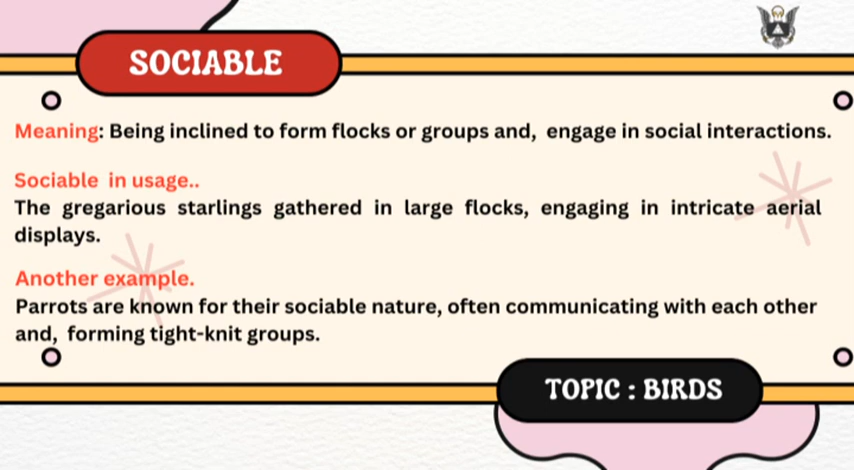 SOCIABLE
Meaning: Being inclined to form flocks or groups and, engage in social interactions.
Sociable in usage..
The gregarious starlings gathered in large flocks, engaging in intricate aerial
displays.
Another example.
Parrots are known for their sociable nature, often communicating with each other
and, forming tight-knit groups.
TOPIC : BIRDS